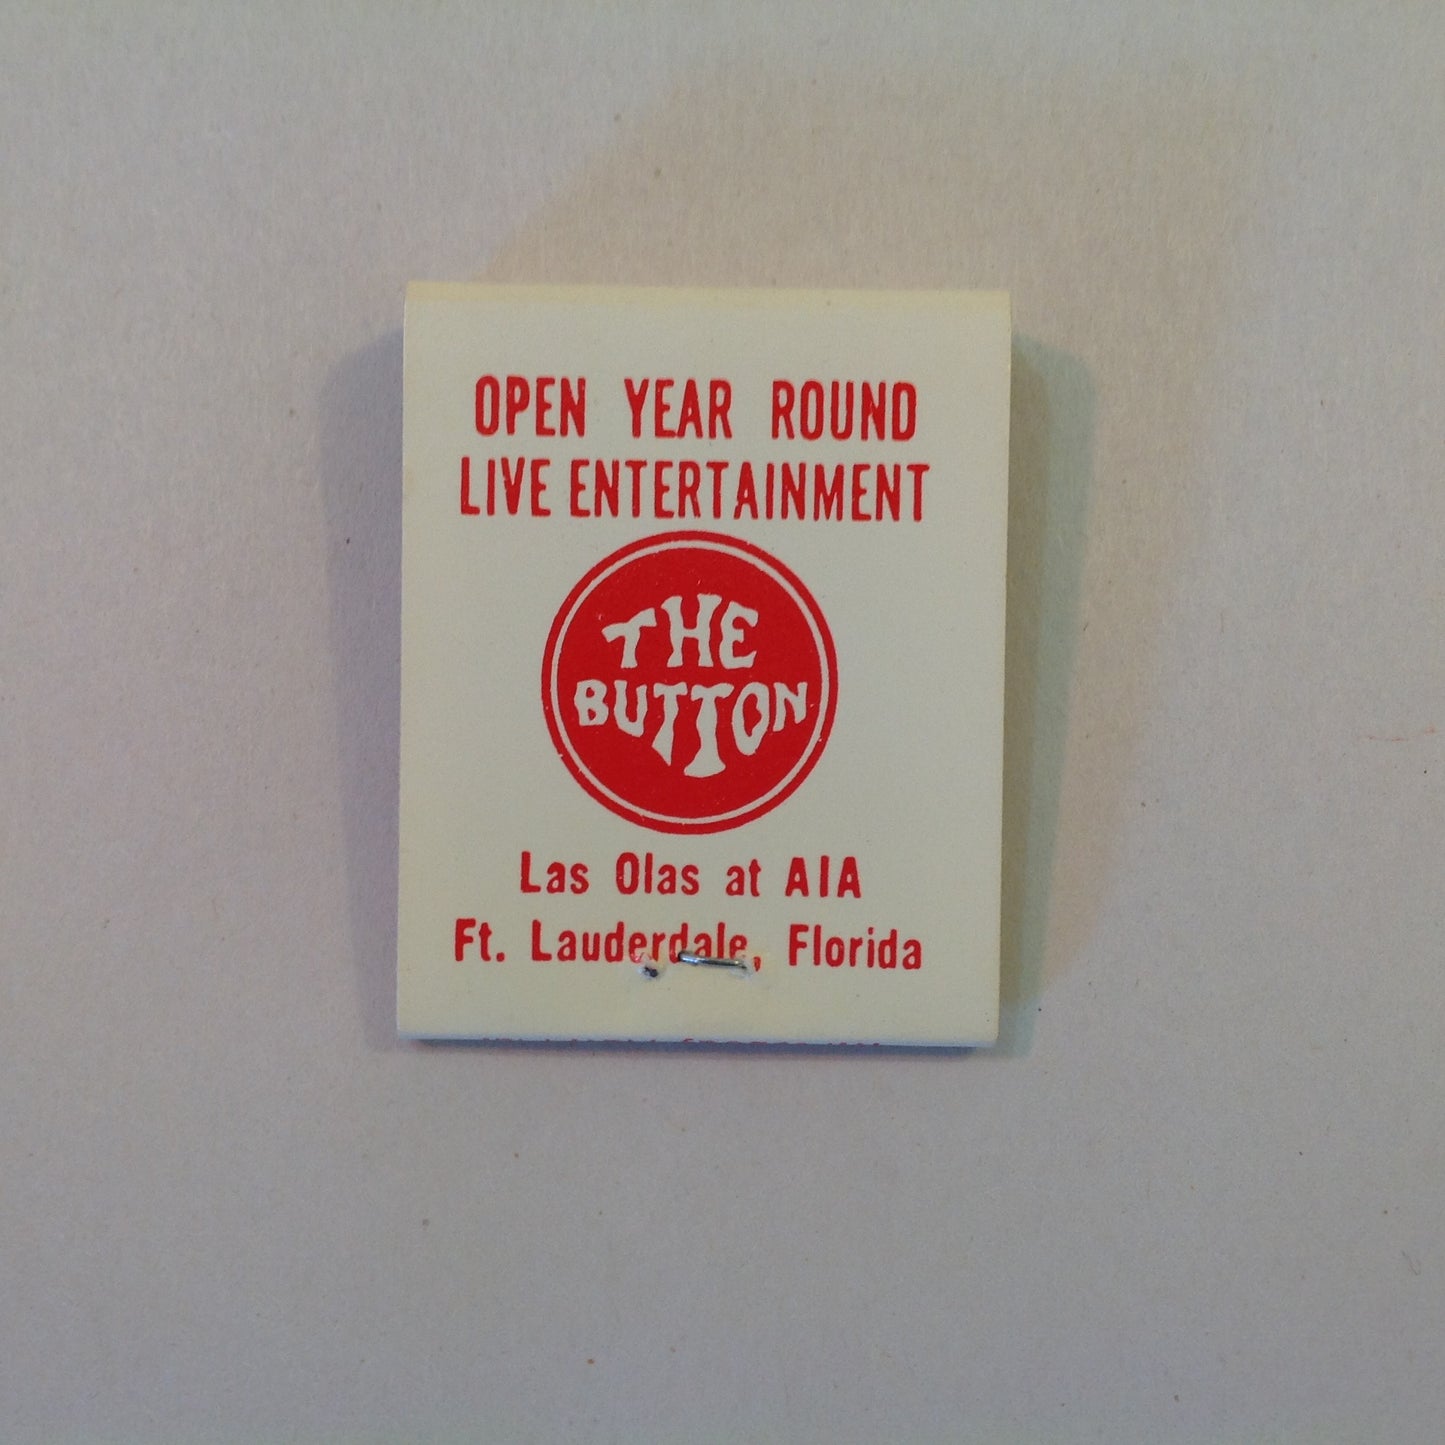 OPEN YEAR ROUND
LIVE ENTERTAINMENT
THE
BUTTON
Las Olas at AIA
Ft. Lauderdale, Florida